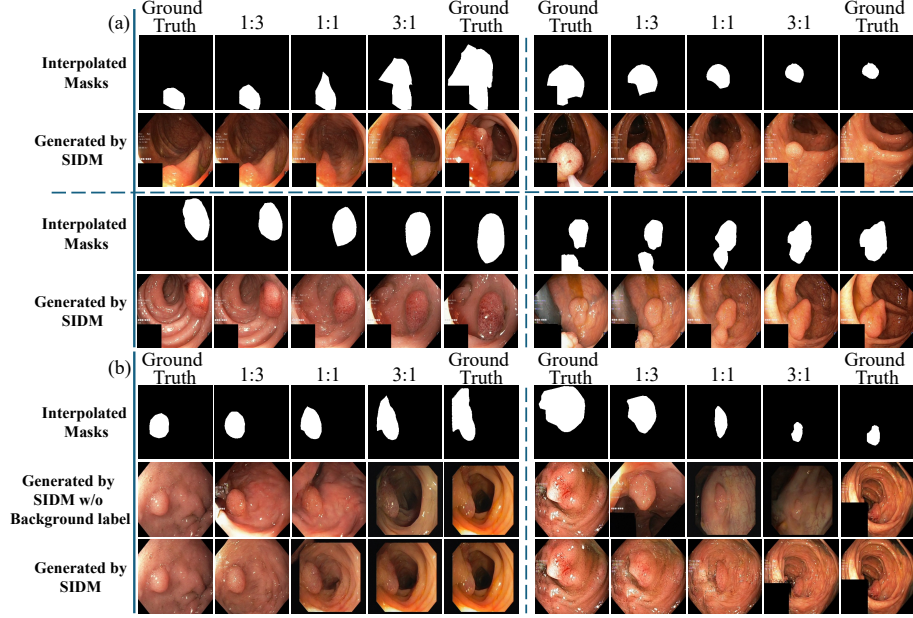 (a)
Ground Truth 1:3 1:1 3:1 Ground Truth Ground Truth 1:3 1:1 3:1 Ground Truth
Interpolated
Masks
Generated by
SIDM
Interpolated
Masks
Generated by
SIDM
(b)
Ground Truth 1:3 1:1 3:1 Ground Truth Ground Truth 1:3 1:1 3:1 Ground Truth
Interpolated
Masks
Generated by
SIDM w/o
Background label
Generated by
SIDM